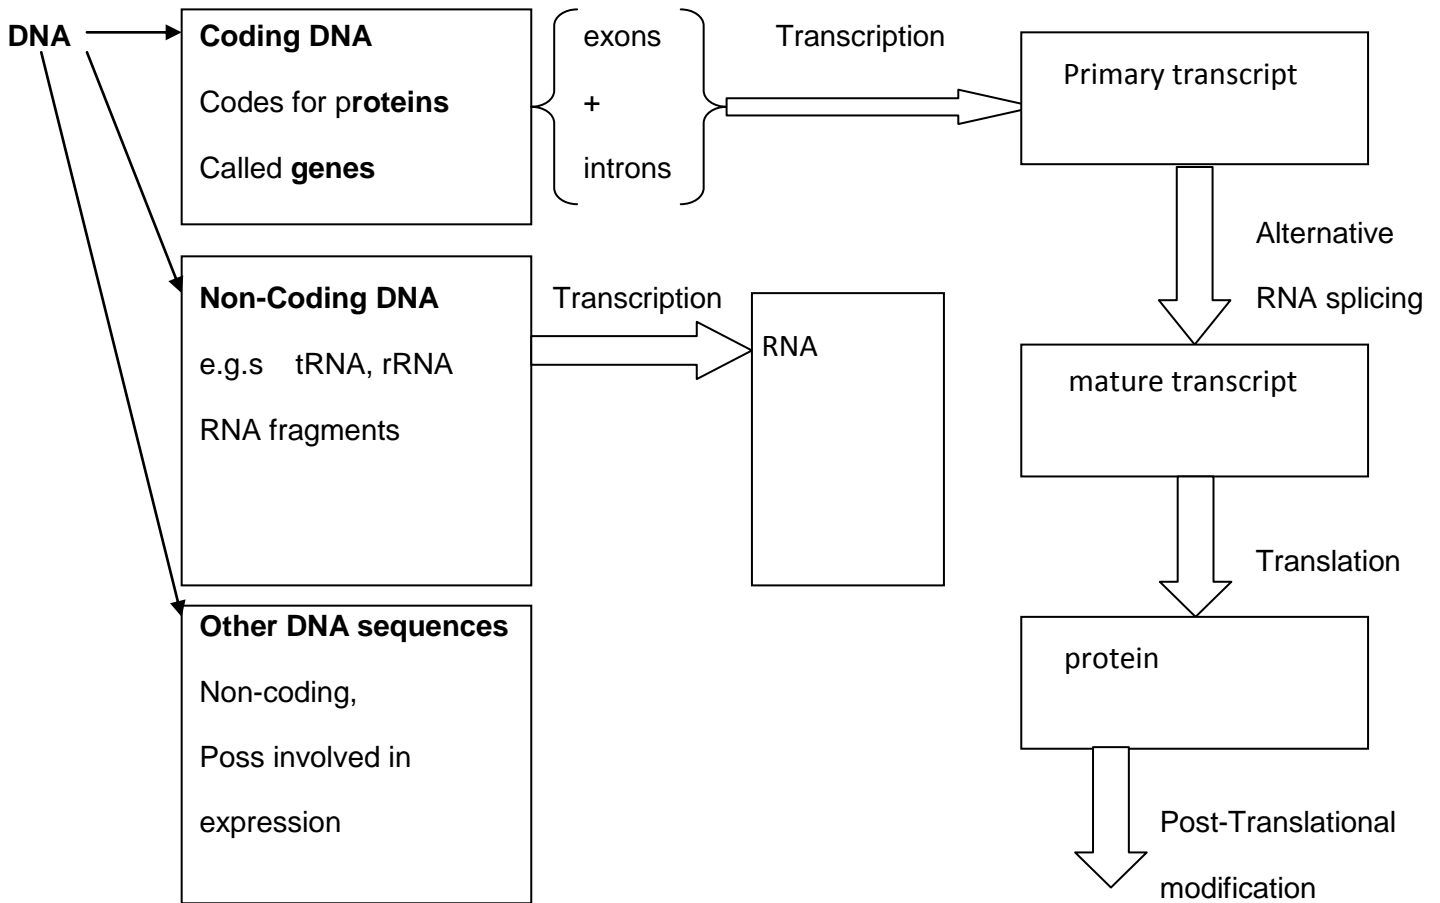 DNA
Coding DNA
Codes for proteins
Called genes
exons
+
introns
Transcription
Primary transcript
Alternative
RNA splicing
mature transcript
Translation
protein
Post-Translational
modification
Non-Coding DNA
e.g.s tRNA, rRNA
RNA fragments
Transcription
RNA
Other DNA sequences
Non-coding,
Poss involved in
expression